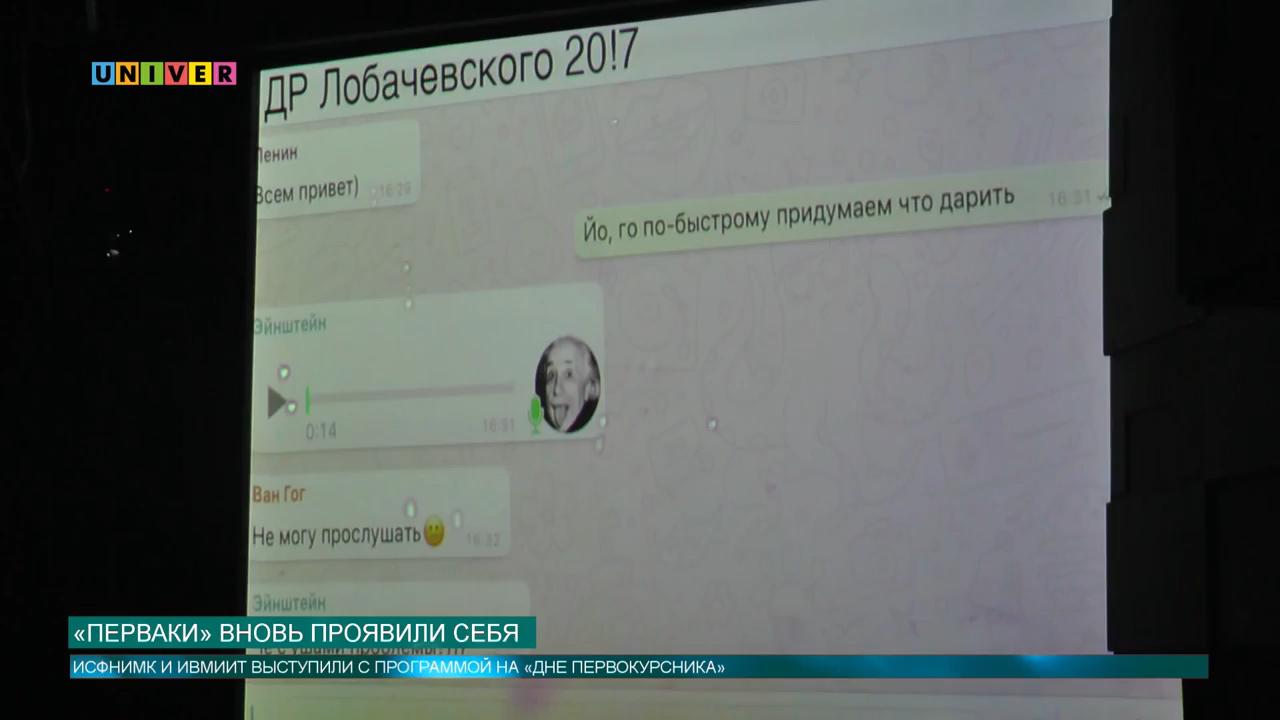 UNIVER
ДР Лобачевского 20!7
Ленин
Всем привет) 16:29
Йо, го по-быстрому придумаем что дарить 16:31
Эйнштейн
0:14 16:31
Ван Гог
Не могу прослушать 16:32
Эйнштейн
«ПЕРВАКИ» ВНОВЬ ПРОЯВИЛИ СЕБЯ
ИСФНИМК И ИВМИИТ ВЫСТУПИЛИ С ПРОГРАММОЙ НА «ДНЕ ПЕРВОКУРСНИКА»